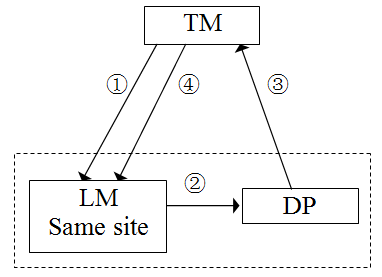 TM
① ④ ③
LM
Same site
② DP